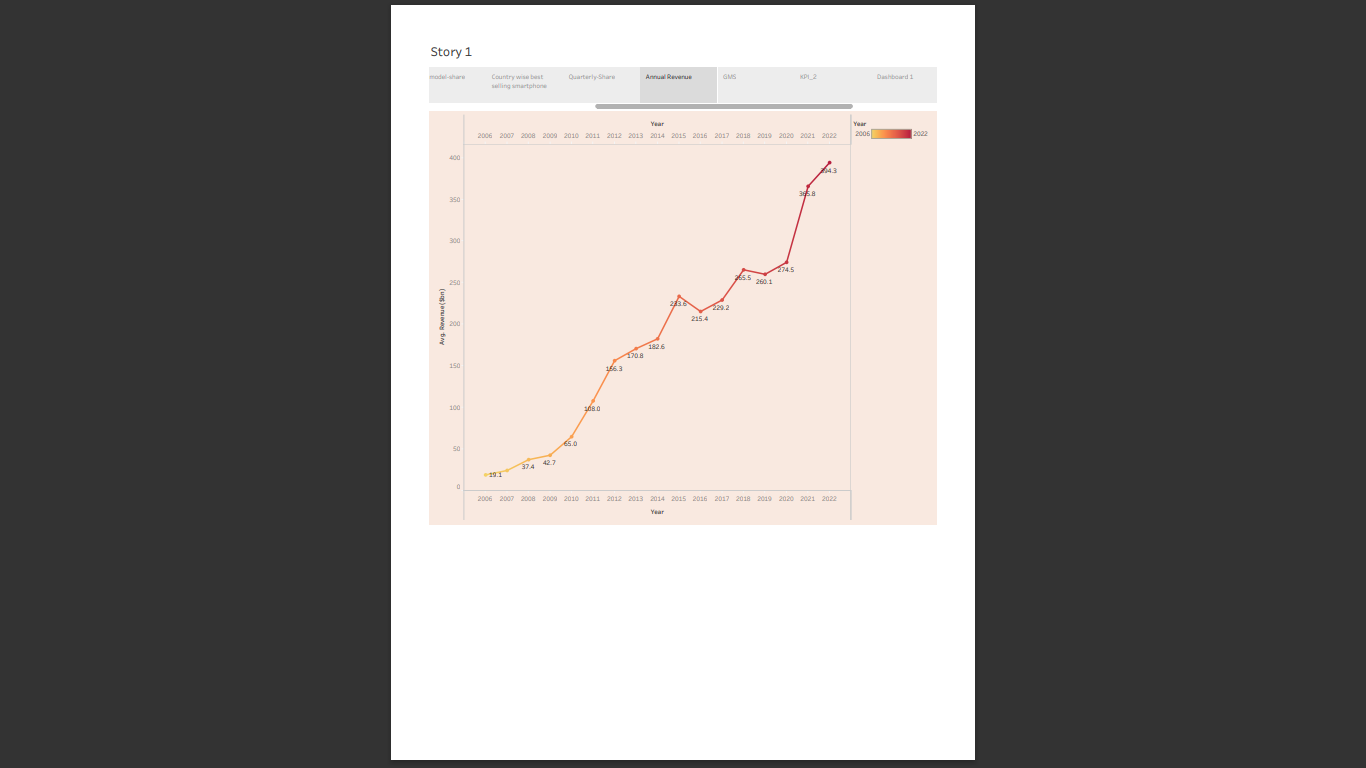 Story 1
model-share
Country wise best
selling smartphone
Quarterly-Share
Annual Revenue
GMS
KPI_2
Dashboard 1
Year
2006 2007 2008 2009 2010 2011 2012 2013 2014 2015 2016 2017 2018 2019 2020 2021 2022
Year
2006 2022
400
350
300
250
200
150
100
50
0
Avg. Revenue($bn)
394.3
365.8
274.5
260.1
265.5
229.2
215.4
233.6
182.6
170.8
156.3
108.0
65.0
42.7
37.4
19.1
2006 2007 2008 2009 2010 2011 2012 2013 2014 2015 2016 2017 2018 2019 2020 2021 2022
Year